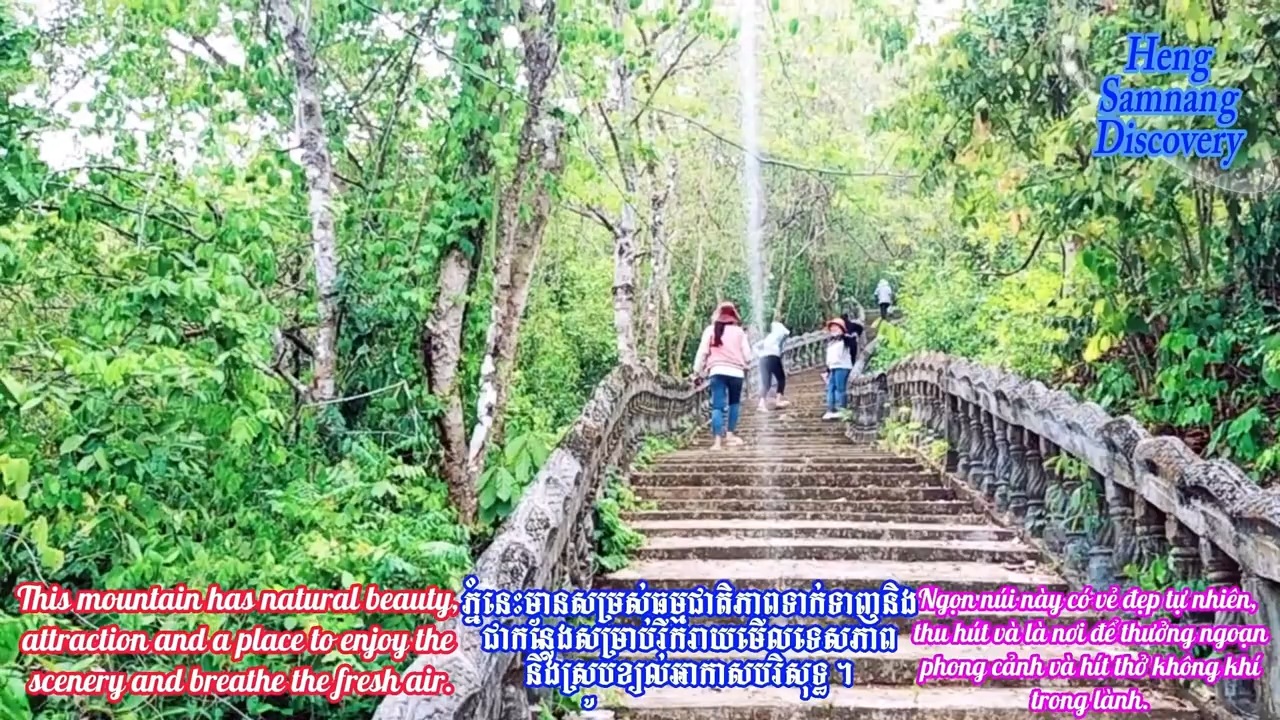 Heng
Samnang
Discovery
This mountain has natural beauty,
attraction and a place to enjoy the
scenery and breathe the fresh air.
ភ្នំនេះមានសម្រស់ធម្មជាតិភាពទាក់ទាញនិង
ជាកន្លែងសម្រាប់រីករាយមើលទេសភាព
និងស្រូបខ្យល់អាកាសបរិសុទ្ធ ។
Ngọn núi này có vẻ đẹp tự nhiên,
thu hút và là nơi để thưởng ngoạn
phong cảnh và hít thở không khí
trong lành.